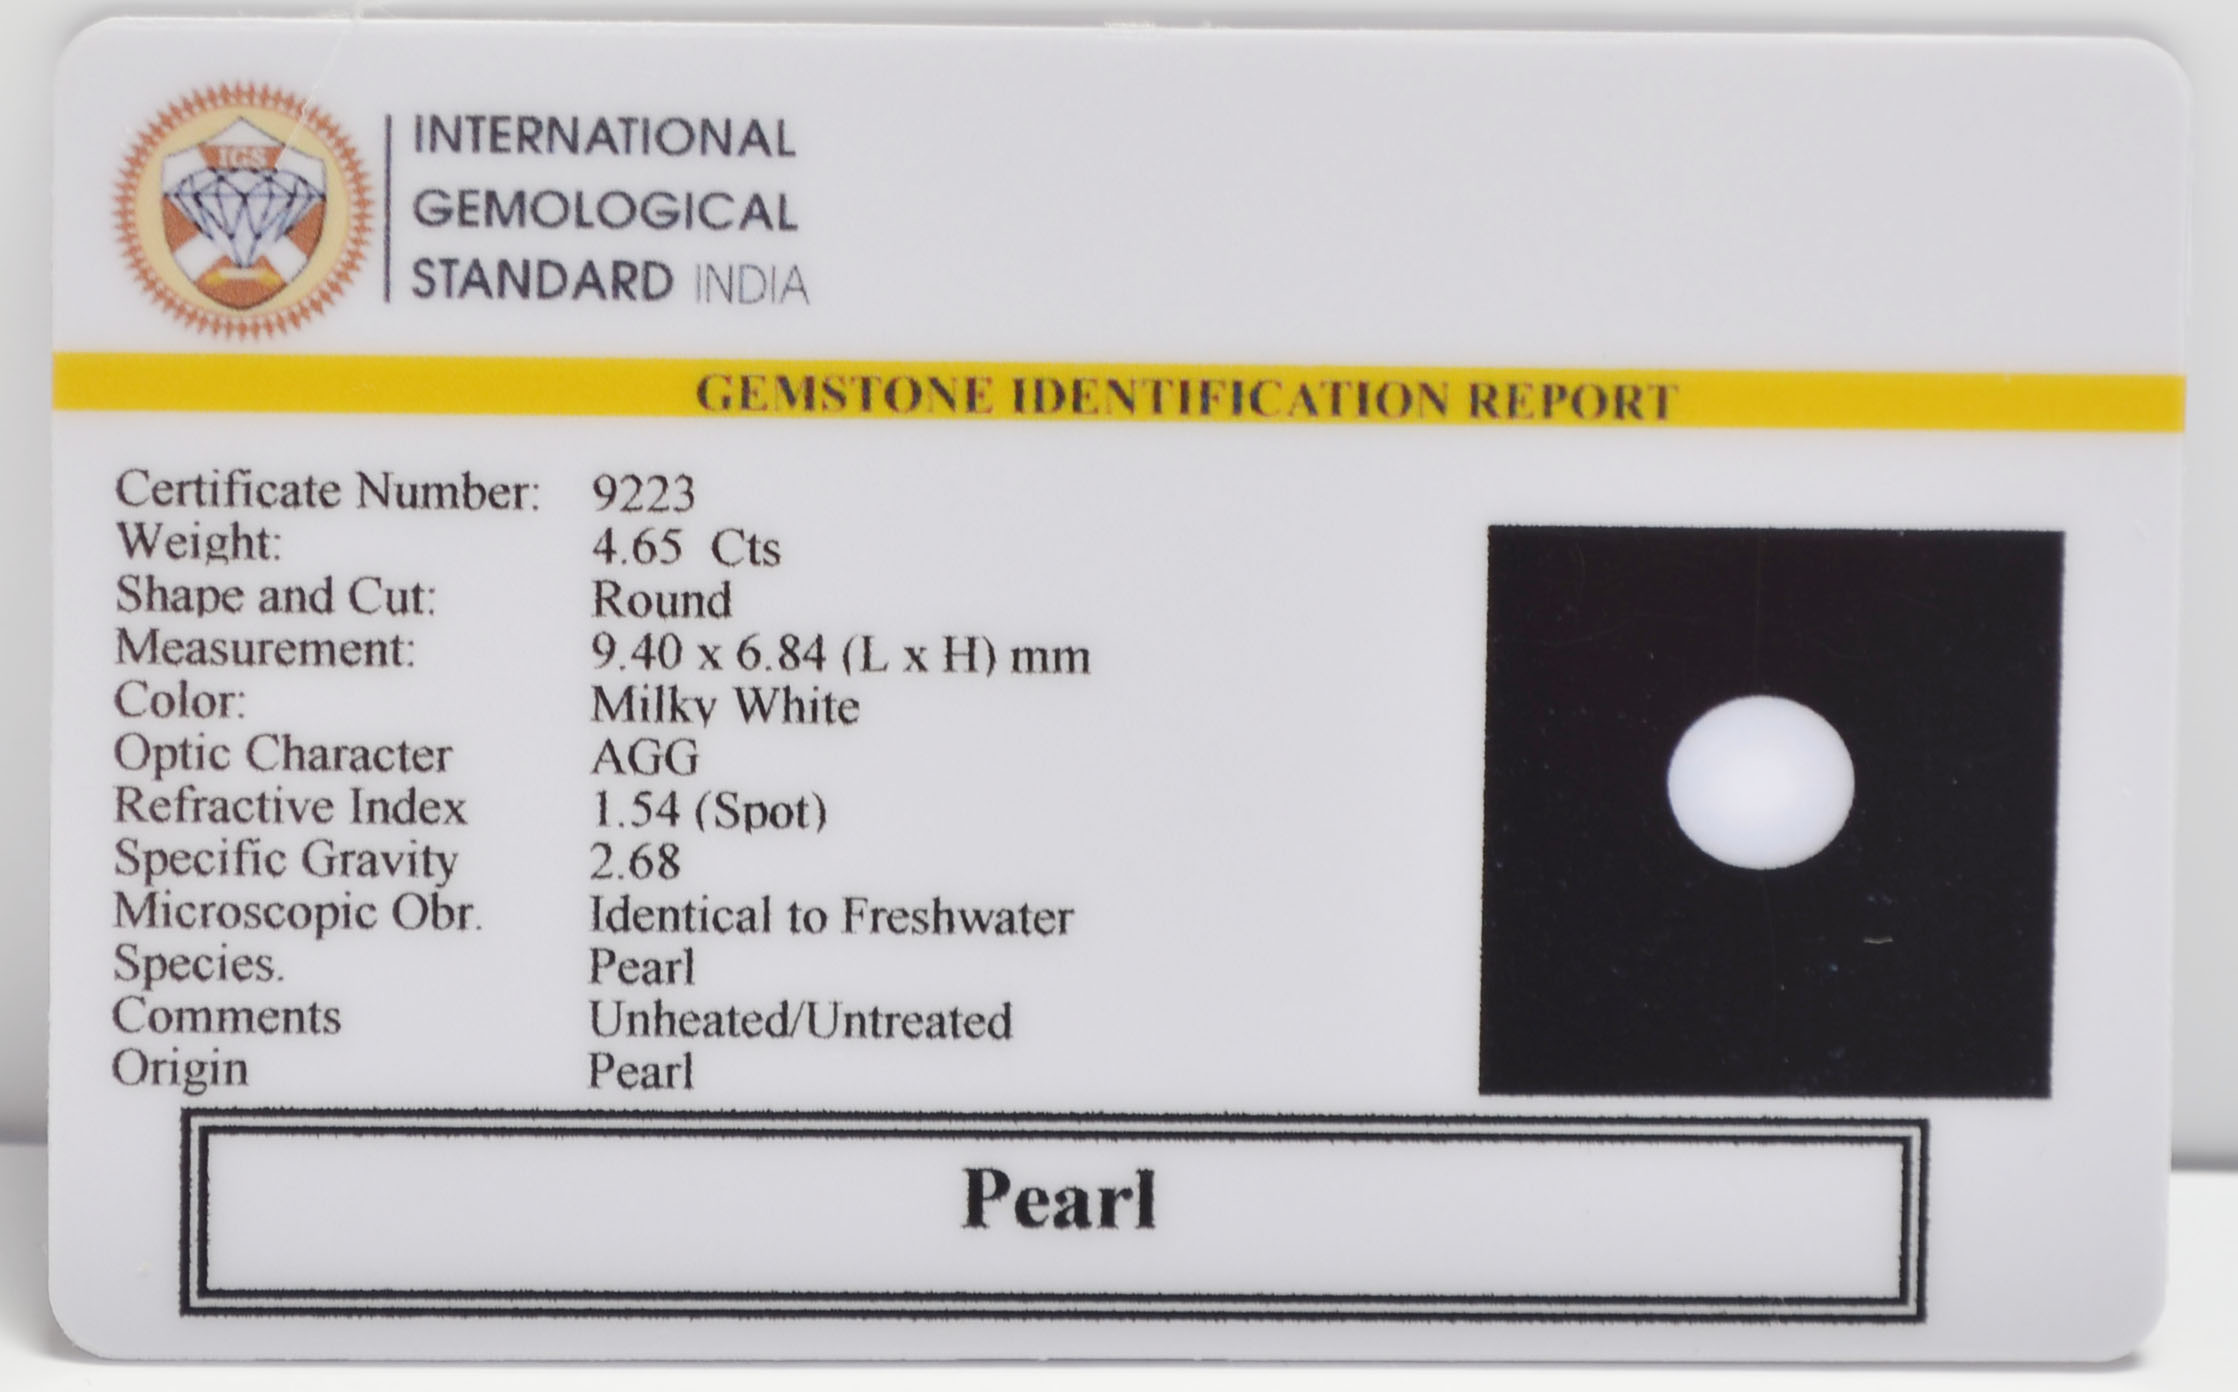 IGS
INTERNATIONAL
GEMOLOGICAL
STANDARD INDIA
GEMSTONE IDENTIFICATION REPORT
Certificate Number: 9223
Weight: 4.65 Cts
Shape and Cut: Round
Measurement: 9.40 x 6.84 (L x H) mm
Color: Milky White
Optic Character AGG
Refractive Index 1.54 (Spot)
Specific Gravity 2.68
Microscopic Obr. Identical to Freshwater
Species. Pearl
Comments Unheated/Untreated
Origin Pearl
Pearl